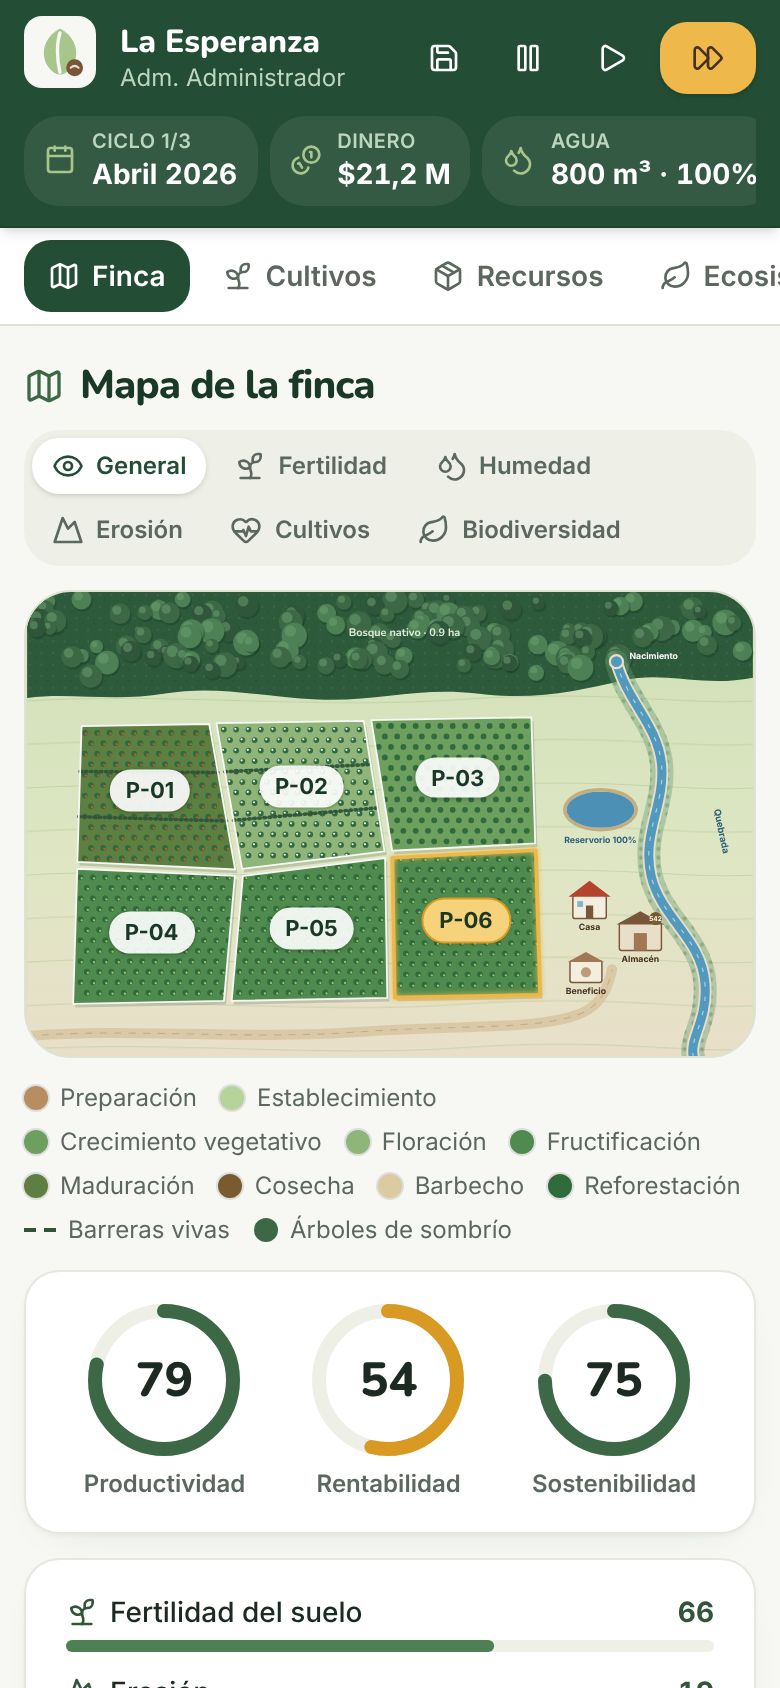 La Esperanza
Adm. Administrador
CICLO 1/3
Abril 2026
DINERO
$21,2 M
AGUA
800 m³ · 100%
Finca
Cultivos
Recursos
Mapa de la finca
General
Fertilidad
Humedad
Erosión
Cultivos
Biodiversidad
Bosque nativo · 0.9 ha
Nacimiento
P-01
P-02
P-03
Reservorio 100%
Quebrada
Casa
542
Almacén
Beneficio
P-04
P-05
P-06
Preparación
Establecimiento
Crecimiento vegetativo
Floración
Fructificación
Maduración
Cosecha
Barbecho
Reforestación
Barreras vivas
Árboles de sombrío
79
54
75
Productividad
Rentabilidad
Sostenibilidad
Fertilidad del suelo
66